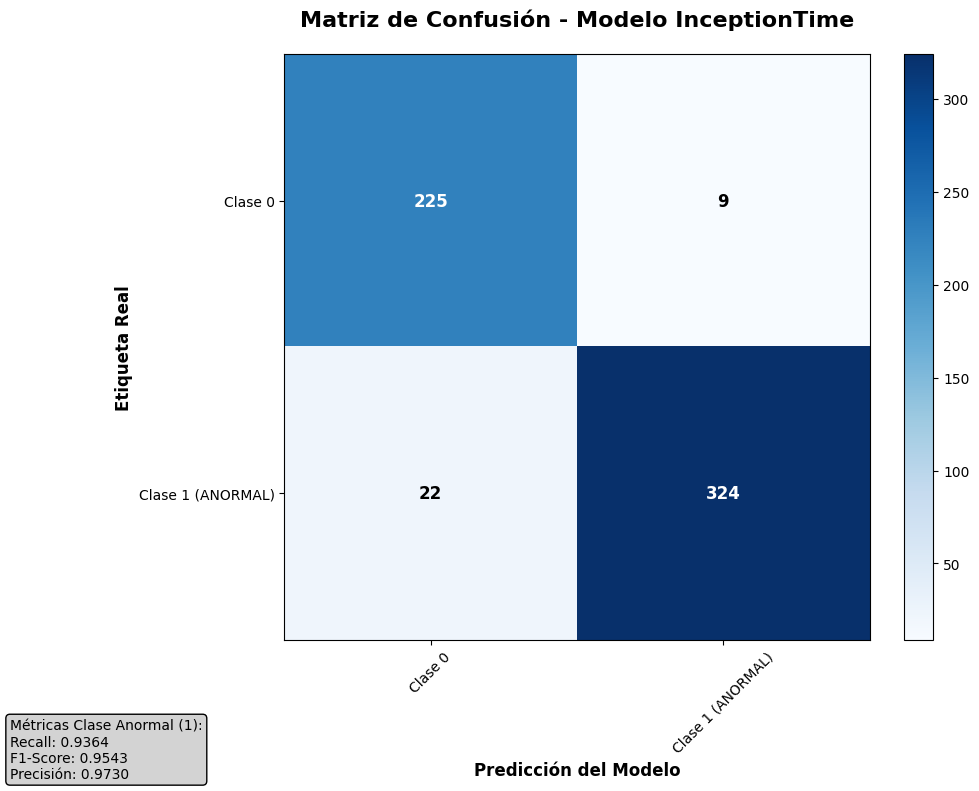 Matriz de Confusión - Modelo InceptionTime
Etiqueta Real
Clase 0
225
9
Clase 1 (ANORMAL)
22
324
300
250
200
150
100
50
Clase 0
Clase 1 (ANORMAL)
Predicción del Modelo
Métricas Clase Anormal (1):
Recall: 0.9364
F1-Score: 0.9543
Precisión: 0.9730